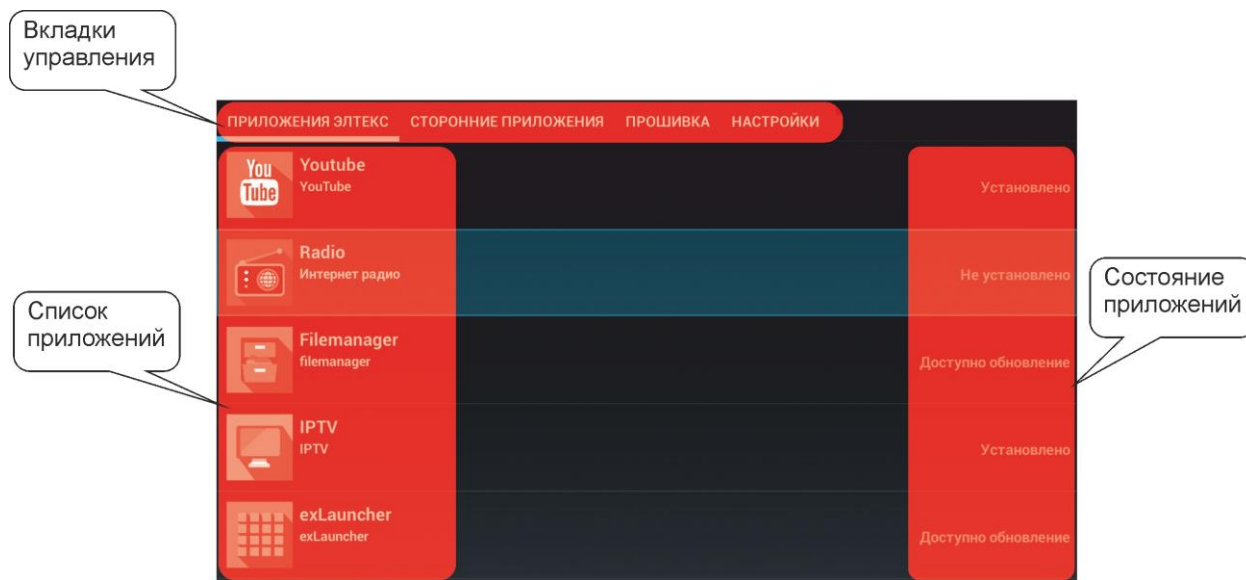 Вкладки
управления
ПРИЛОЖЕНИЯ ЭЛТЕКС СТОРОННИЕ ПРИЛОЖЕНИЯ ПРОШИВКА НАСТРОЙКИ
You
Tube
Youtube
YouTube
Установлено
Radio
Интернет радио
Не установлено
Состояние
приложений
Список
приложений
Filemanager
filemanager
Доступно обновление
IPTV
IPTV
Установлено
exLauncher
exLauncher
Доступно обновление